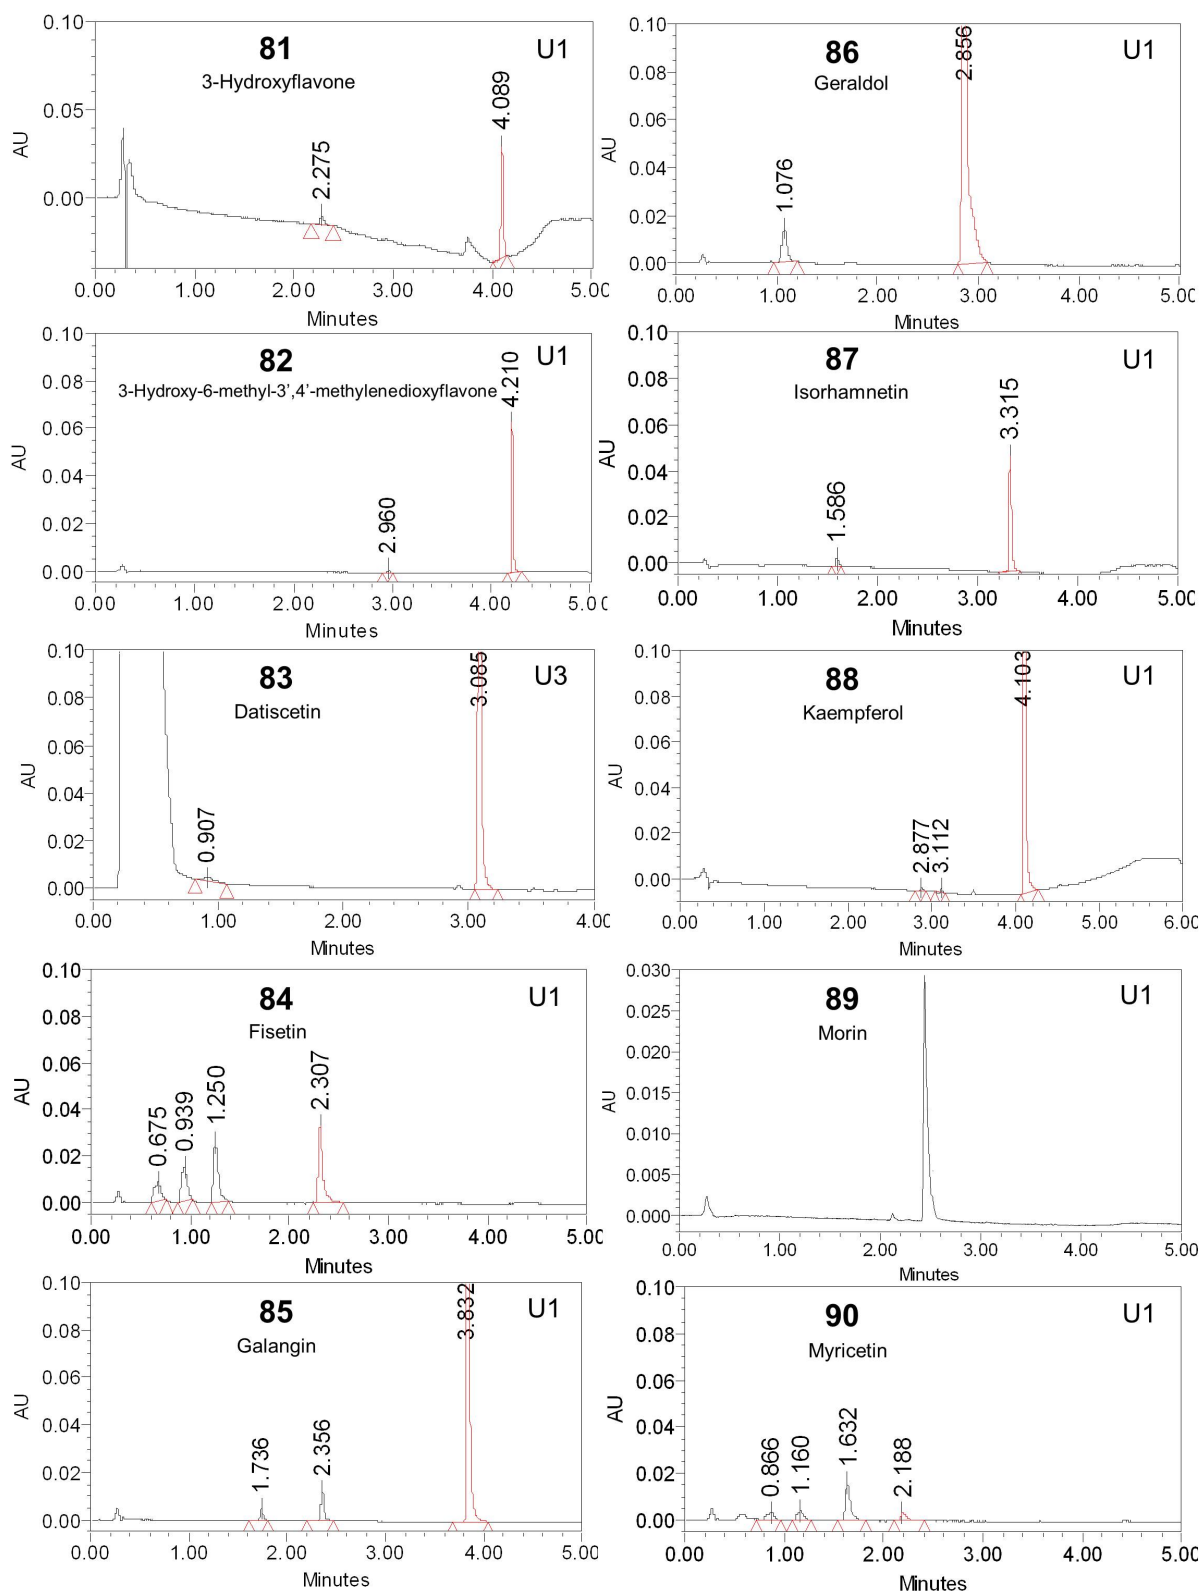 0.10
81
U1
3-Hydroxyflavone
4.089
0.05
AU
2.275
0.00
0.00 1.00 2.00 3.00 4.00 5.00
Minutes
0.10
86
U1
2.856
Geraldol
0.08
0.06
AU
0.04
1.076
0.02
0.00
0.00 1.00 2.00 3.00 4.00 5.00
Minutes
0.10
82
U1
4.210
3-Hydroxy-6-methyl-3',4'-methylenedioxyflavone
0.08
0.06
AU
0.04
2.960
0.02
0.00
0.00 1.00 2.00 3.00 4.00 5.00
Minutes
0.10
87
U1
Isorhamnetin
3.315
0.08
0.06
AU
0.04
1.586
0.02
0.00
0.00 1.00 2.00 3.00 4.00 5.00
Minutes
0.10
83
U3
3.085
Datiscetin
0.08
0.06
AU
0.04
0.907
0.02
0.00
0.00 1.00 2.00 3.00 4.00
Minutes
0.10
88
U1
4.103
Kaempferol
0.08
0.06
AU
0.04
2.877
3.112
0.02
0.00
0.00 1.00 2.00 3.00 4.00 5.00 6.00
Minutes
0.10
84
U1
Fisetin
0.08
0.06
AU
0.675
0.939
1.250
2.307
0.04
0.02
0.00
0.00 1.00 2.00 3.00 4.00 5.00
Minutes
0.030
89
U1
Morin
0.025
0.020
AU
0.015
0.010
0.005
0.000
0.00 1.00 2.00 3.00 4.00 5.00
Minutes
0.10
85
U1
3.832
Galangin
0.08
0.06
AU
0.04
1.736
2.356
0.02
0.00
0.00 1.00 2.00 3.00 4.00 5.00
Minutes
0.10
90
U1
Myricetin
0.08
0.06
AU
0.04
0.866
1.160
1.632
2.188
0.02
0.00
0.00 1.00 2.00 3.00 4.00 5.00
Minutes